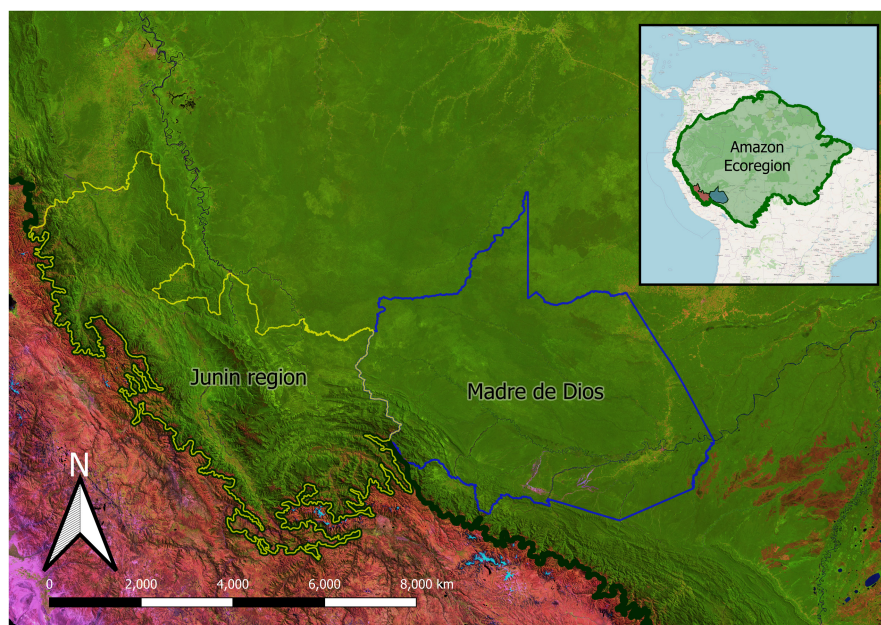 Amazon
Ecoregion
Junin region
Madre de Dios
N
0 2,000 4,000 6,000 8,000 km